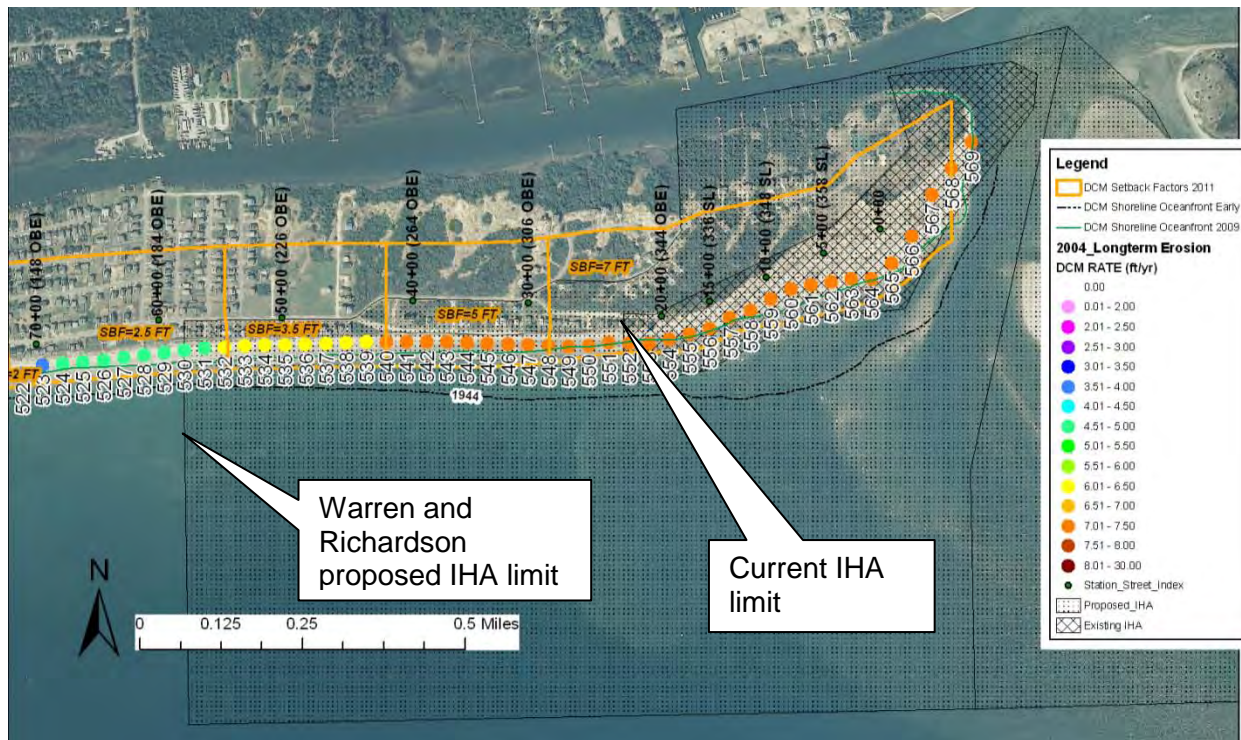 70+00 (148 OBE)
60+00 (184 OBE)
50+00 (226 OBE)
40+00 (264 OBE)
30+00 (306 OBE)
20+00 (344 OBE)
5+00 (358 SL)
0+00
SBF=2.5 FT
SBF=3.5 FT
SBF=5 FT
SBF=7 FT
=2 FT
522
523
524
525
526
527
528
529
530
531
532
533
534
535
536
537
538
539
540
541
542
543
544
545
546
547
548
549
550
551
552
553
554
555
556
557
558
559
560
561
562
563
564
565
566
567
568
569
1944
Warren and
Richardson
proposed IHA limit
Current IHA
limit
N
0 0.125 0.25 0.5 Miles
Legend
DCM Setback Factors 2011
DCM Shoreline Oceanfront Early
DCM Shoreline Oceanfront 2009
2004_Longterm Erosion
DCM RATE (ft/yr)
0.00
0.01 - 2.00
2.01 - 2.50
2.51 - 3.00
3.01 - 3.50
3.51 - 4.00
4.01 - 4.50
4.51 - 5.00
5.01 - 5.50
5.51 - 6.00
6.01 - 6.50
6.51 - 7.00
7.01 - 7.50
7.51 - 8.00
8.01 - 30.00
Station_Street_index
Proposed_IHA
Existing IHA